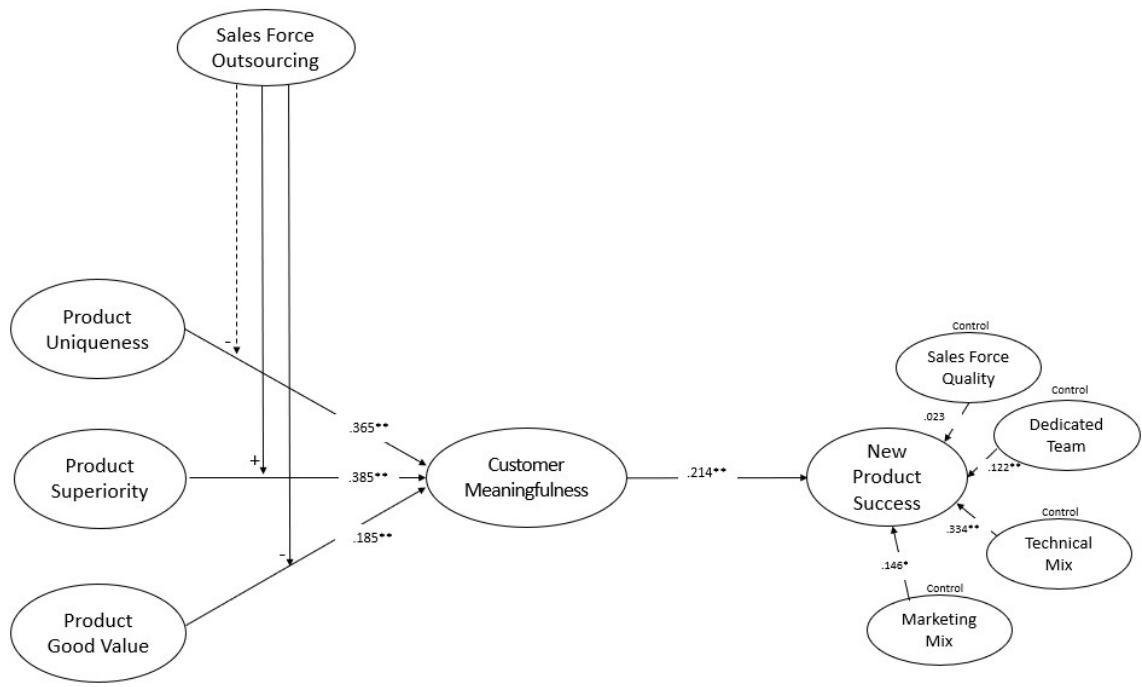 Sales Force
Outsourcing
Product
Uniqueness
-
.365**
Product
Superiority
+
.385**
Product
Good Value
-
.185**
Customer
Meaningfulness
.214**
New
Product
Success
Control
Sales Force
Quality
.023
Control
Dedicated
Team
.122**
Control
Technical
Mix
.334**
Control
Marketing
Mix
.146*